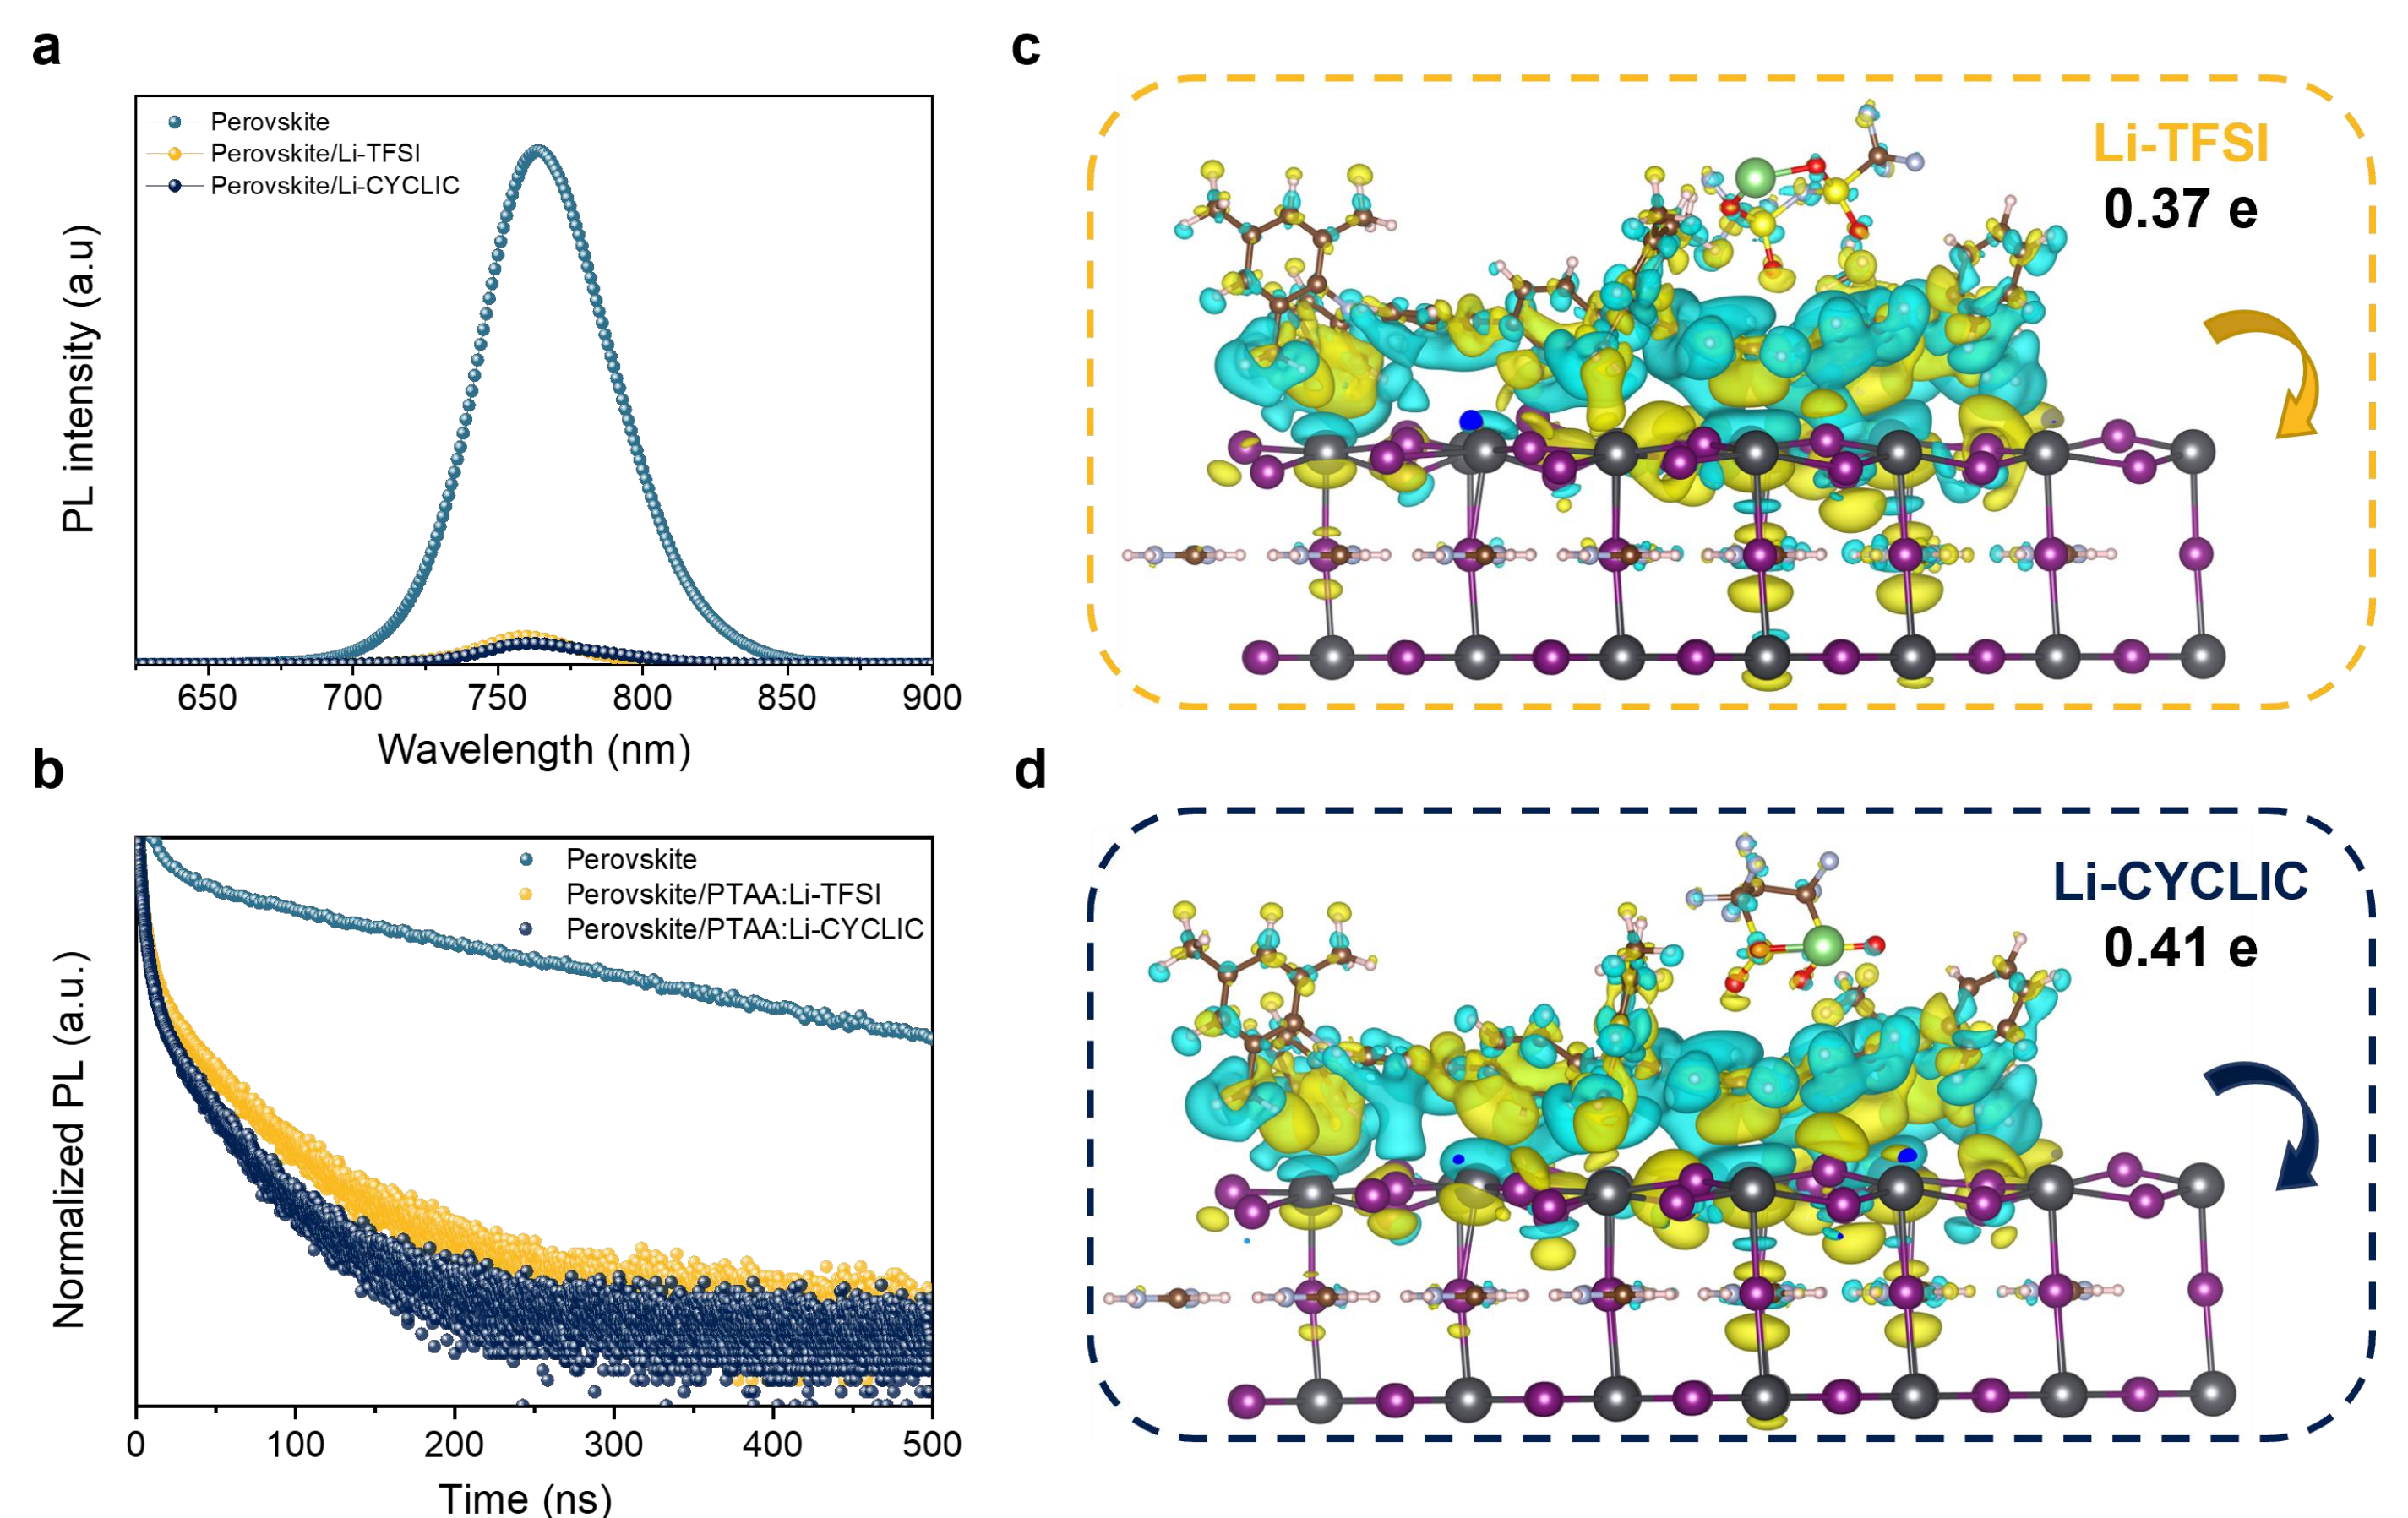 a
Perovskite
Perovskite/Li-TFSI
Perovskite/Li-CYCLIC
PL intensity (a.u)
650 700 750 800 850 900
Wavelength (nm)
b
Perovskite
Perovskite/PTAA:Li-TFSI
Perovskite/PTAA:Li-CYCLIC
Normalized PL (a.u.)
0 100 200 300 400 500
Time (ns)
c
Li-TFSI
0.37 e
d
Li-CYCLIC
0.41 e